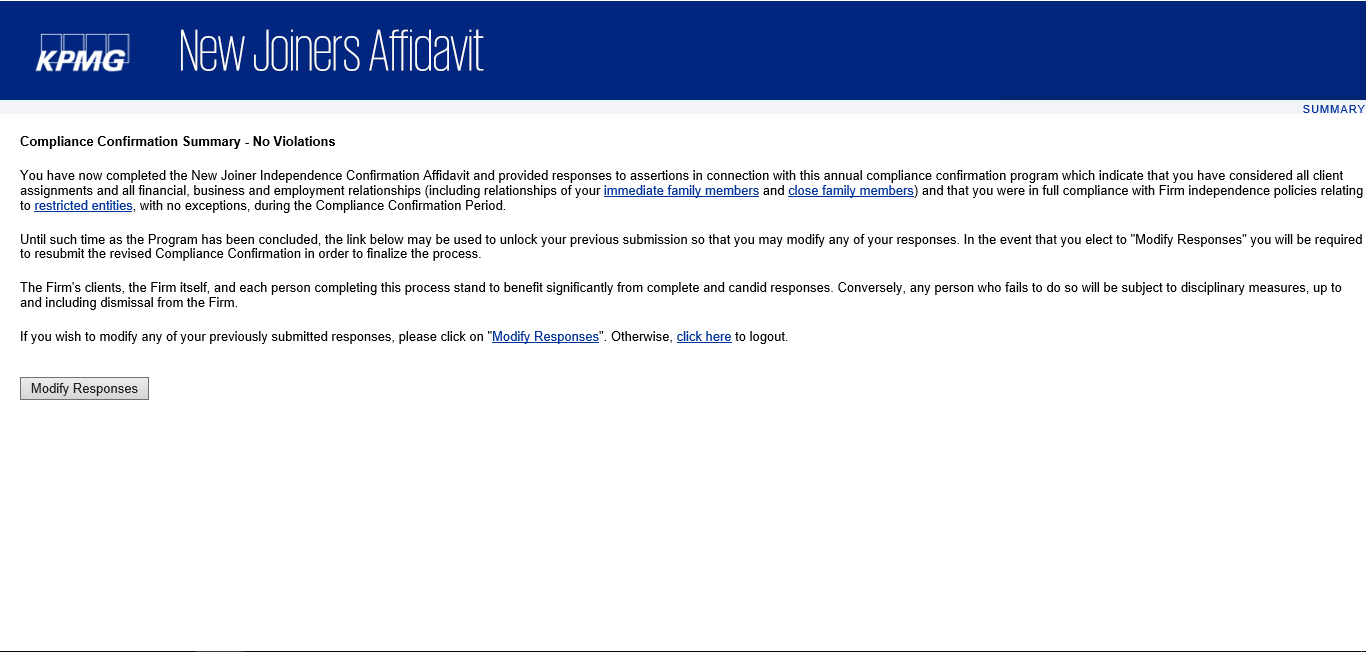 KPMG New Joiners Affidavit
SUMMARY
Compliance Confirmation Summary - No Violations
You have now completed the New Joiner Independence Confirmation Affidavit and provided responses to assertions in connection with this annual compliance confirmation program which indicate that you have considered all client
assignments and all financial, business and employment relationships (including relationships of your immediate family members and close family members) and that you were in full compliance with Firm independence policies relating
to restricted entities, with no exceptions, during the Compliance Confirmation Period.
Until such time as the Program has been concluded, the link below may be used to unlock your previous submission so that you may modify any of your responses. In the event that you elect to "Modify Responses" you will be required
to resubmit the revised Compliance Confirmation in order to finalize the process.
The Firm's clients, the Firm itself, and each person completing this process stand to benefit significantly from complete and candid responses. Conversely, any person who fails to do so will be subject to disciplinary measures, up to
and including dismissal from the Firm.
If you wish to modify any of your previously submitted responses, please click on "Modify Responses". Otherwise, click here to logout.
Modify Responses